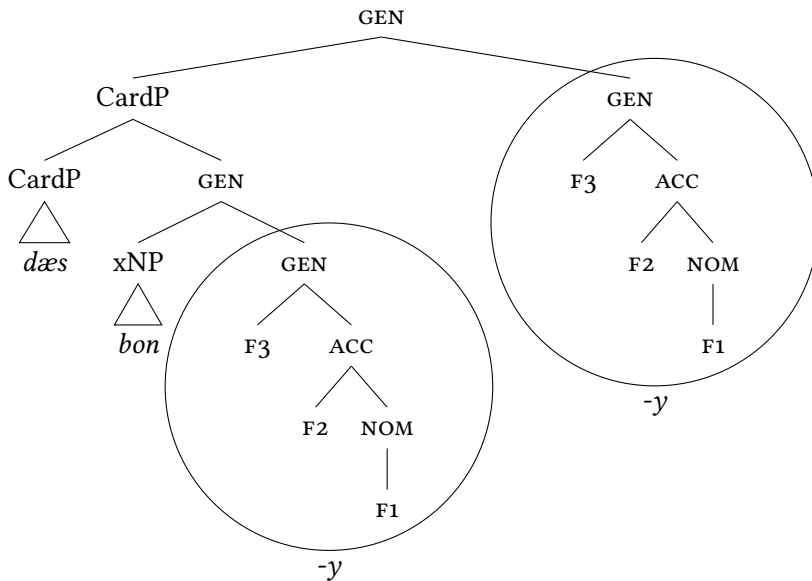 GEN
CardP GEN
CardP GEN F3 ACC
dæs xNP GEN F2 NOM
bon F3 ACC F1
-y
F2 NOM
F1
-y